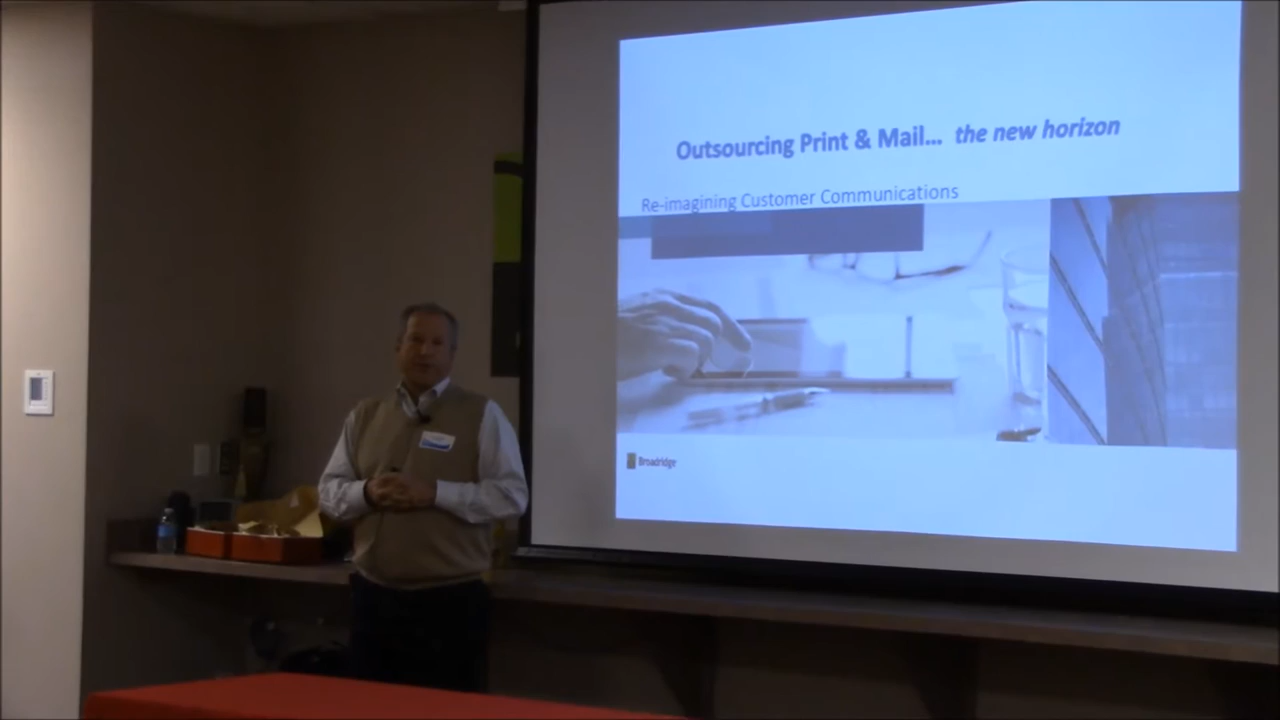 Outsourcing Print & Mail... the new horizon
Re-imagining Customer Communications
Broadridge